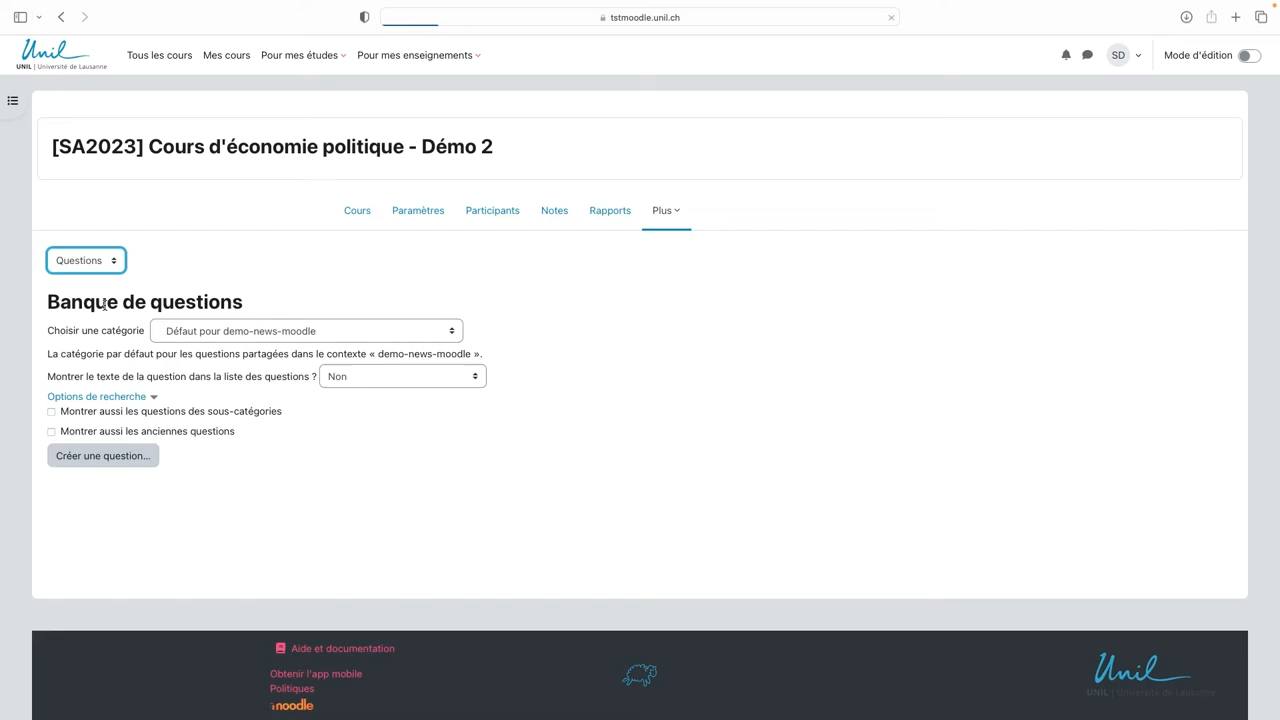 tstmoodle.unil.ch
Unil
UNIL | Université de Lausanne
Tous les cours
Mes cours
Pour mes études
Pour mes enseignements
SD
Mode d'édition
[SA2023] Cours d'économie politique - Démo 2
Cours
Paramètres
Participants
Notes
Rapports
Plus
Questions
Banque de questions
Choisir une catégorie
Défaut pour demo-news-moodle
La catégorie par défaut pour les questions partagées dans le contexte « demo-news-moodle ».
Montrer le texte de la question dans la liste des questions ?
Non
Options de recherche
Montrer aussi les questions des sous-catégories
Montrer aussi les anciennes questions
Créer une question...
Aide et documentation
Obtenir l'app mobile
Politiques
moodle
Unil
UNIL | Université de Lausanne